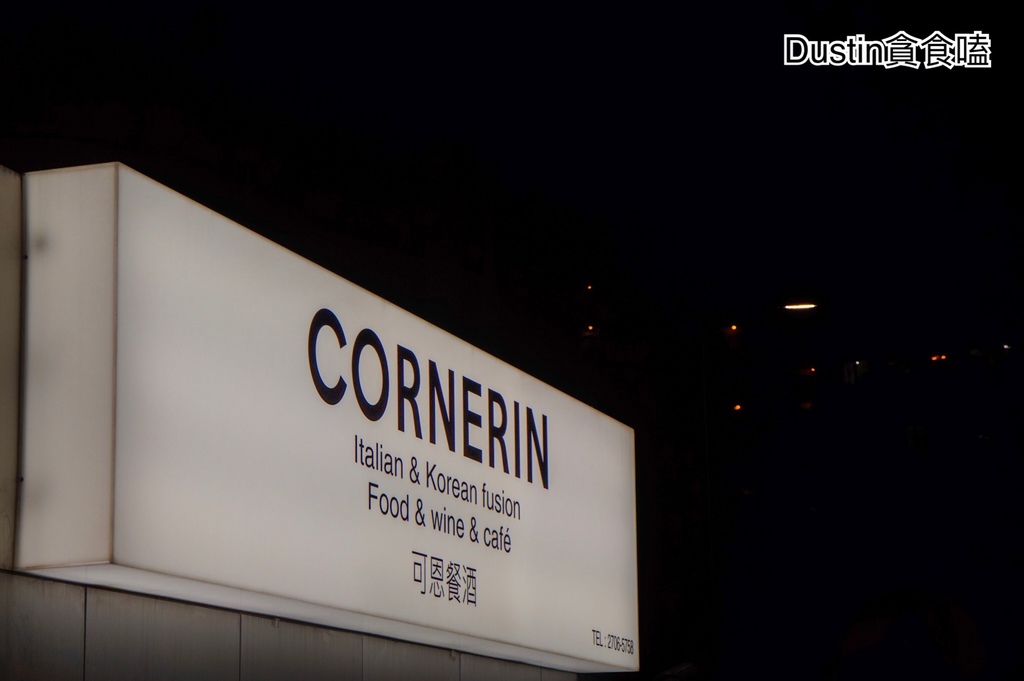 Dustin貪食嗑
CORNERIN
Italian & Korean fusion
Food & wine & café
可恩餐酒
TEL : 2706-5758